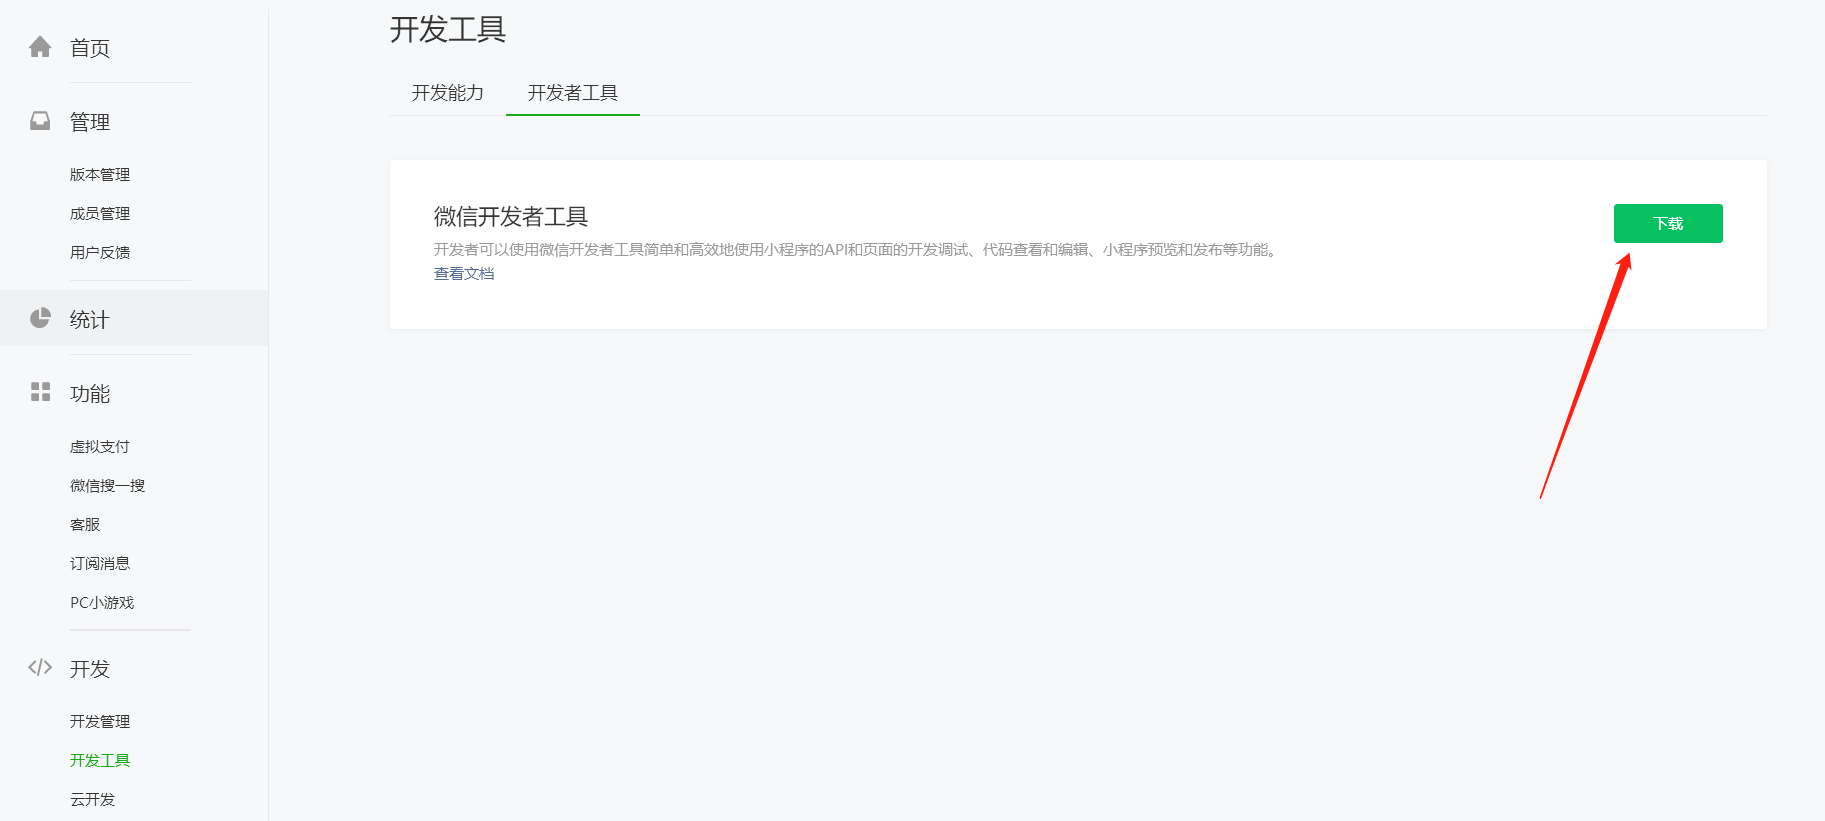 首页
管理
版本管理
成员管理
用户反馈
统计
功能
虚拟支付
微信搜一搜
客服
订阅消息
PC小游戏
开发
开发管理
开发工具
云开发
开发工具
开发能力
开发者工具
微信开发者工具
开发者可以使用微信开发者工具简单和高效地使用小程序的API和页面的开发调试、代码查看和编辑、小程序预览和发布等功能。
查看文档
下载